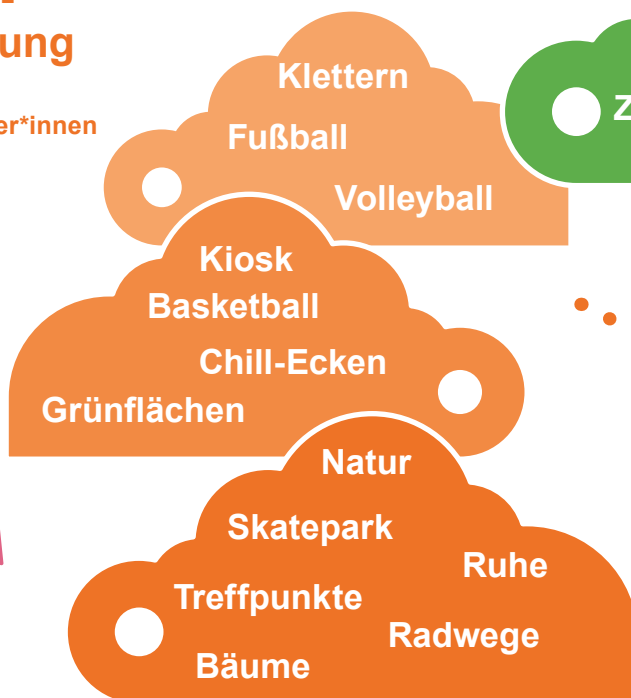 ung
er*innen
Klettern
Fußball
Volleyball
Z
Kiosk
Basketball
Chill-Ecken
Grünflächen
Natur
Skatepark
Ruhe
Treffpunkte
Radwege
Bäume